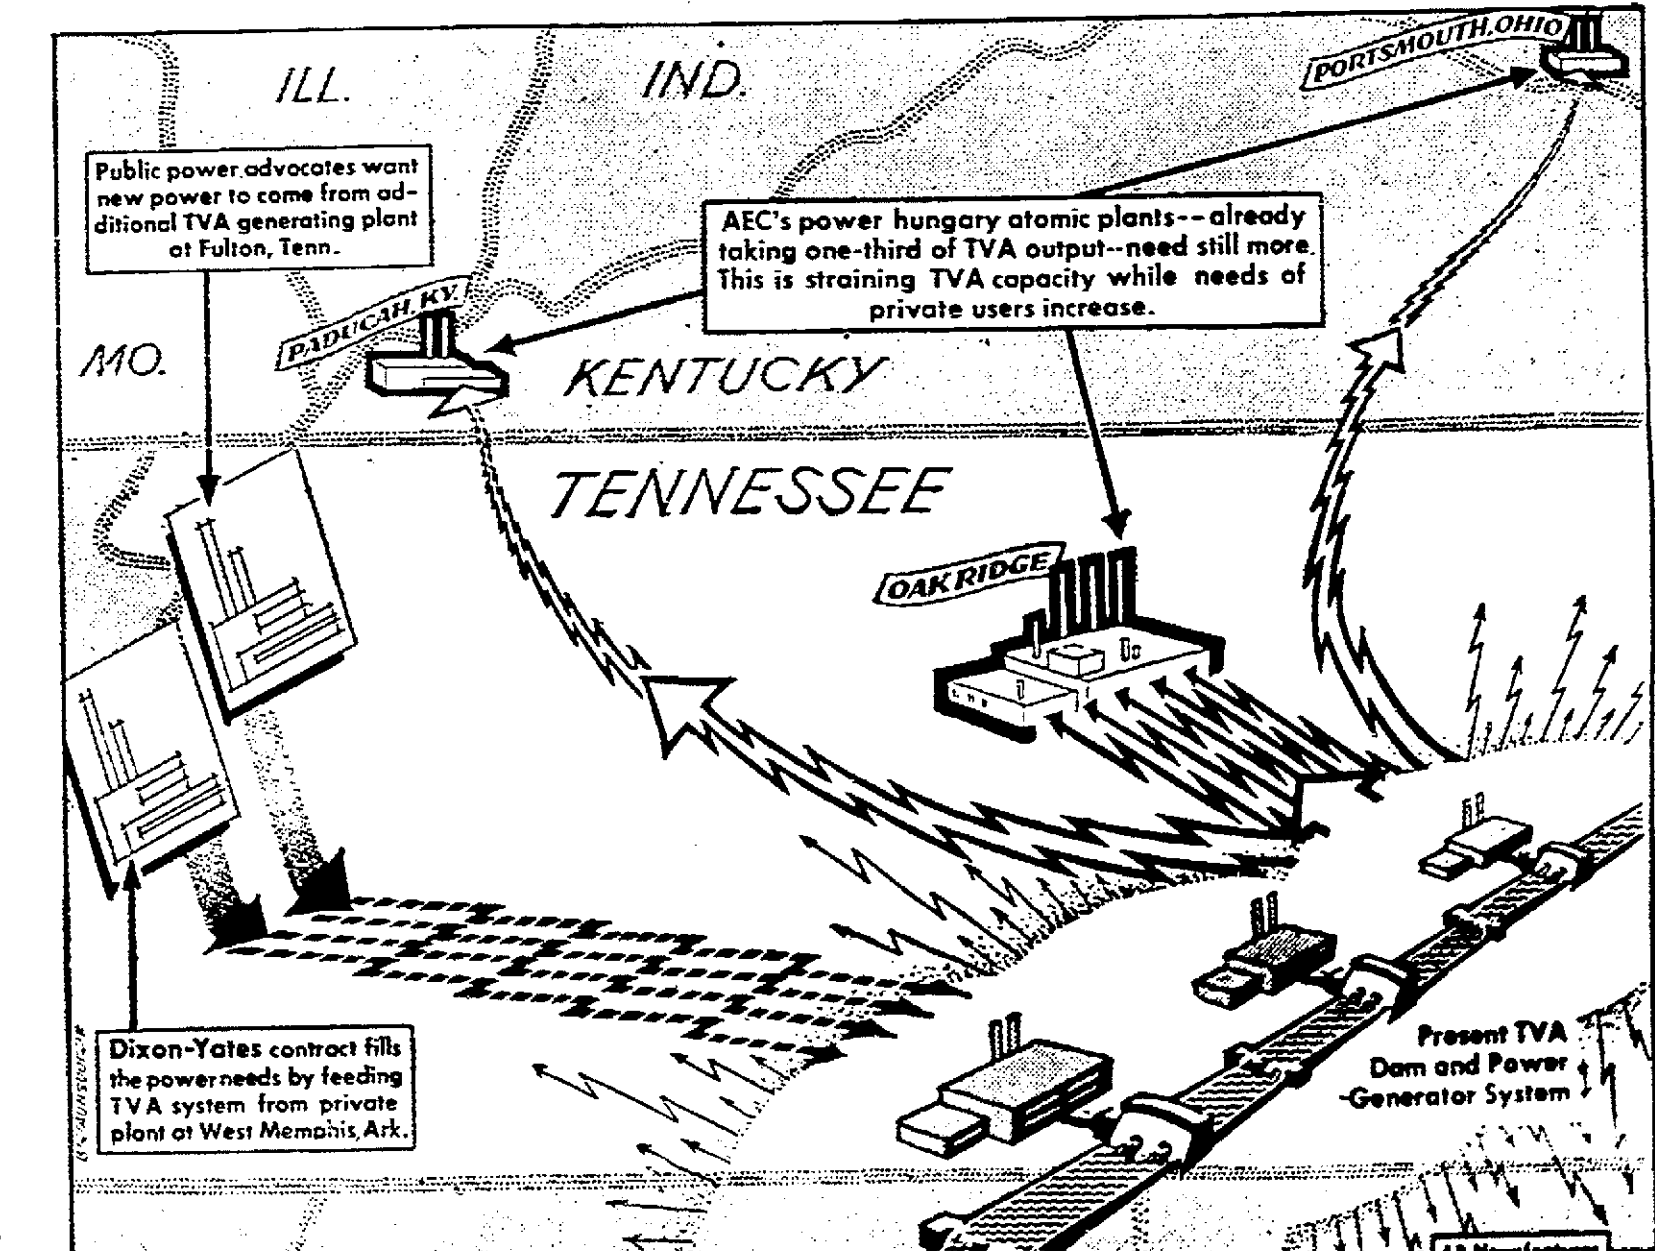 ILL.
IND.
PORTSMOUTH, OHIO
Public power advocates want
new power to come from ad-
ditional TVA generating plant
at Fulton, Tenn.
AEC's power hungary atomic plants--already
taking one-third of TVA output--need still more.
This is straining TVA capacity while needs of
private users increase.
PADUCAH, KY.
MO.
KENTUCKY
TENNESSEE
OAK RIDGE
Present TVA
Dam and Power
Generator System
Dixon-Yates contract fills
the power needs by feeding
TVA system from private
plant at West Memphis, Ark.
AP Newsfeatures